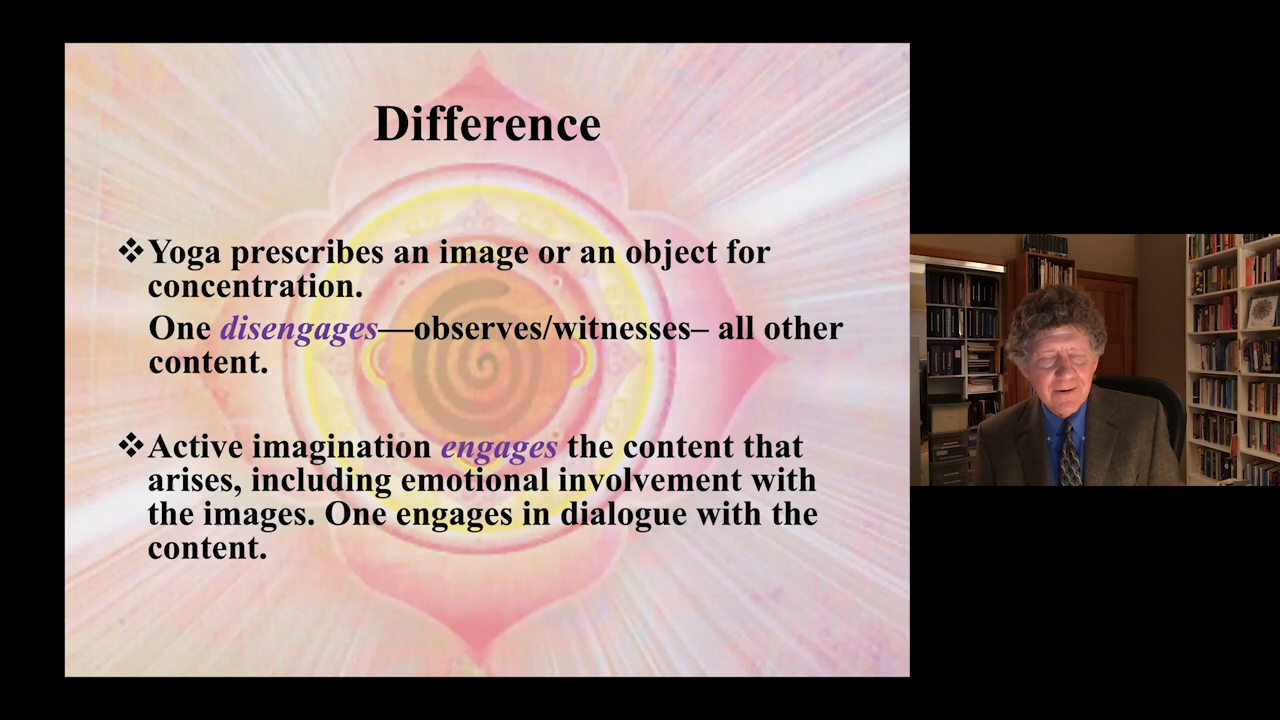 Difference
❖Yoga prescribes an image or an object for
concentration.
One disengages—observes/witnesses– all other
content.
❖Active imagination engages the content that
arises, including emotional involvement with
the images. One engages in dialogue with the
content.